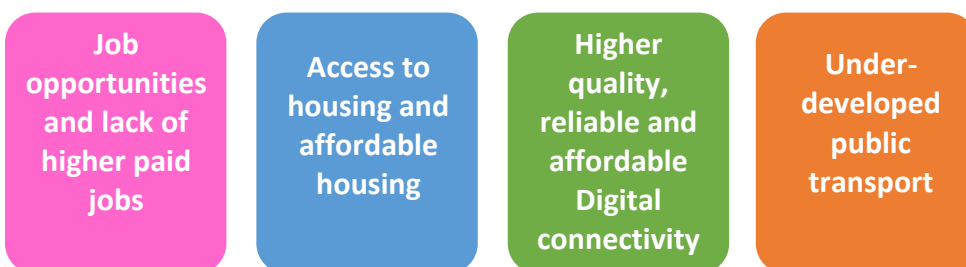 Job
opportunities
and lack of
higher paid
jobs
Access to
housing and
affordable
housing
Higher
quality,
reliable and
affordable
Digital
connectivity
Under-
developed
public
transport